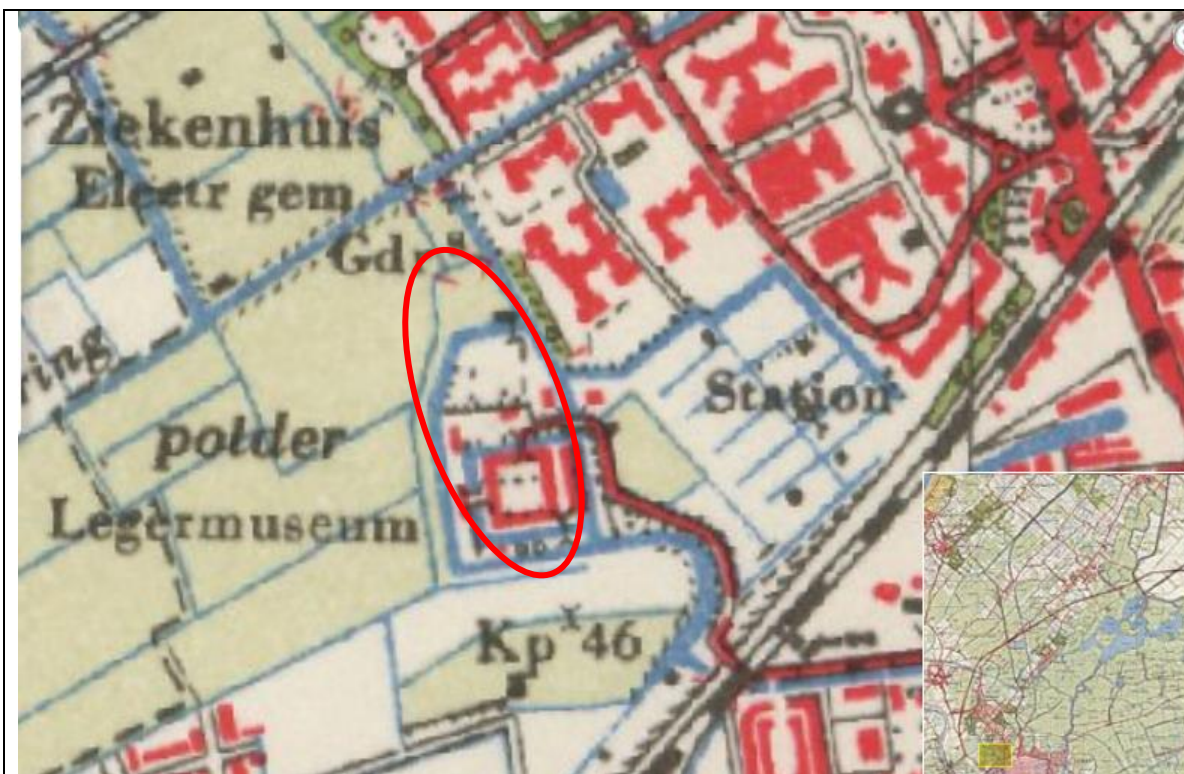 Ziekenhuis
Electr gem
Gd
ring
polder
Station
Legermuseum
Kp 46